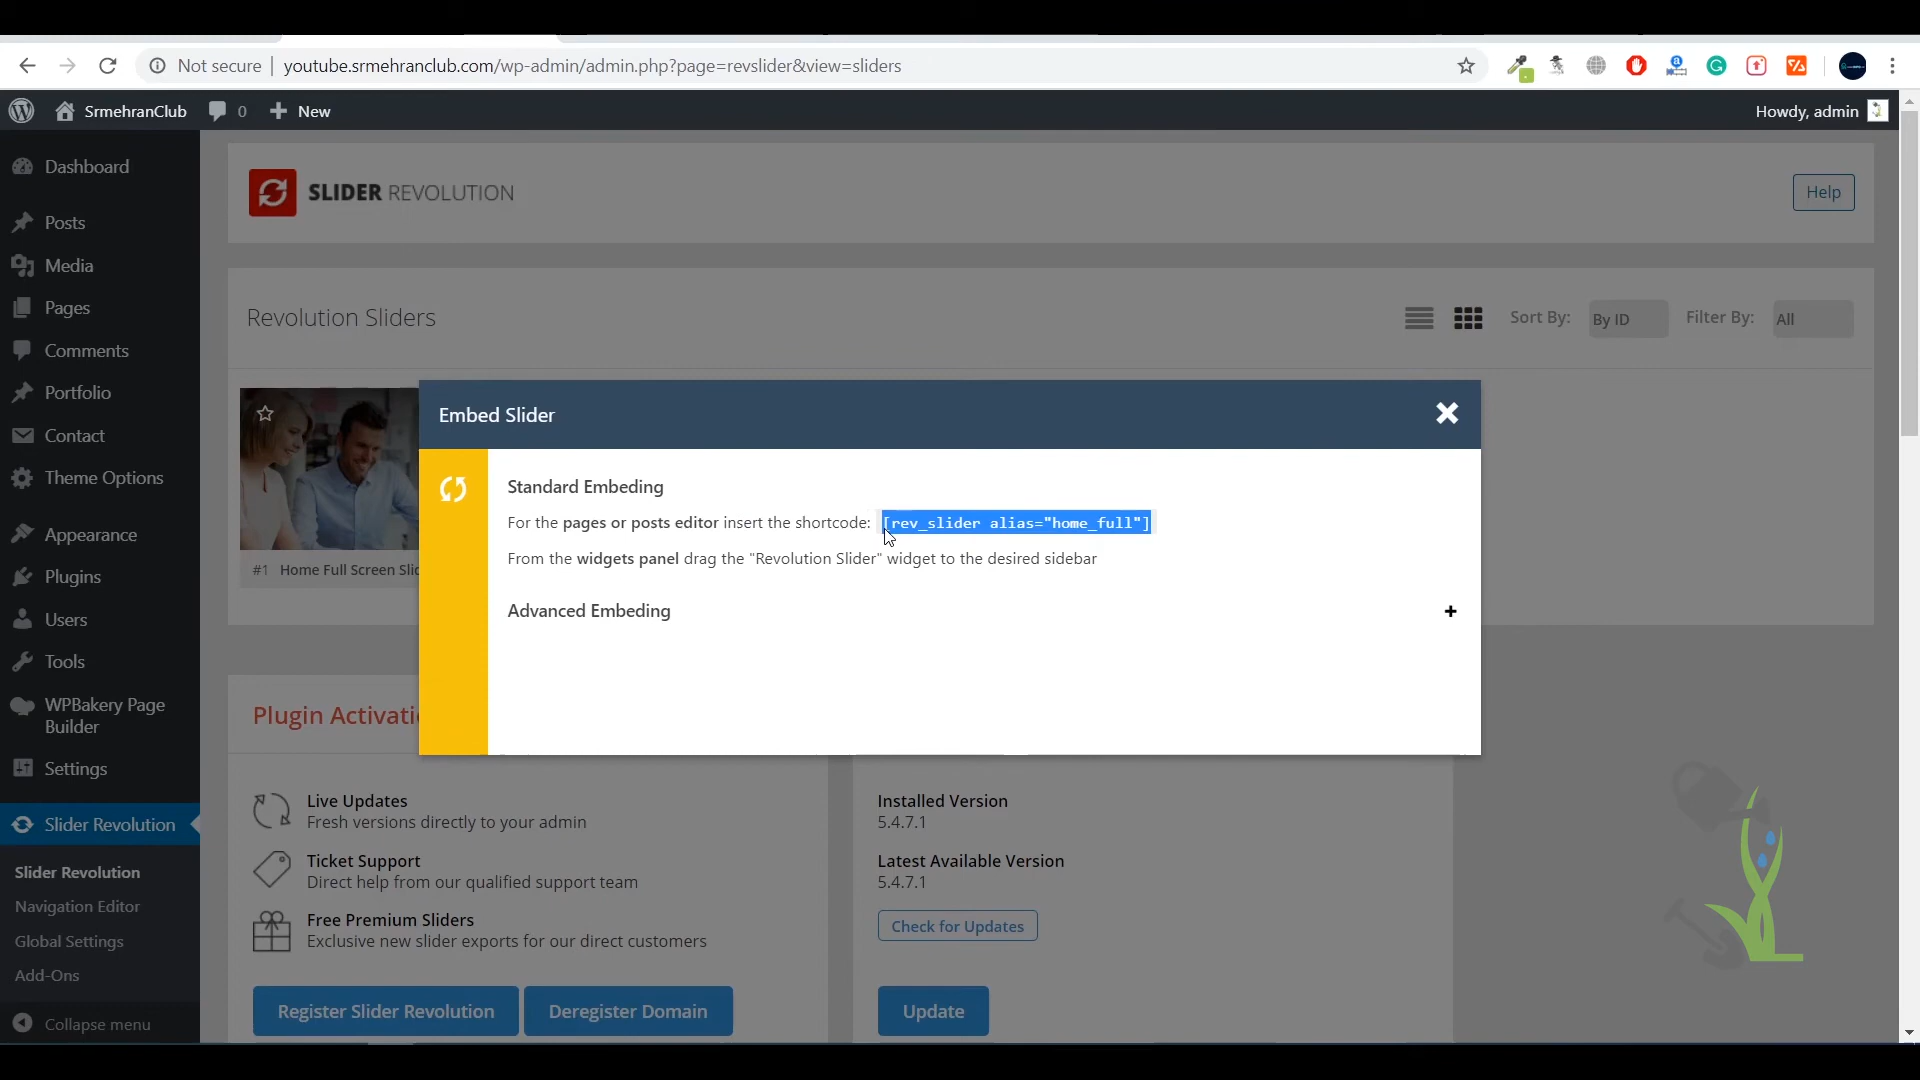 Not secure | youtube.srmehranclub.com/wp-admin/admin.php?page=revslider&view=sliders
SrmehranClub 0 New Howdy, admin
Dashboard
Posts
Media
Pages
Comments
Portfolio
Contact
Theme Options
Appearance
Plugins
Users
Tools
WPBakery Page
Builder
Settings
Slider Revolution
Slider Revolution
Navigation Editor
Global Settings
Add-Ons
Collapse menu
SLIDER REVOLUTION
Help
Revolution Sliders
Sort By: By ID Filter By: All
#1 Home Full Screen Slid
Embed Slider
Standard Embeding
For the pages or posts editor insert the shortcode: [rev_slider alias="home_full"]
From the widgets panel drag the "Revolution Slider" widget to the desired sidebar
Advanced Embeding +
Plugin Activati
Live Updates
Fresh versions directly to your admin
Ticket Support
Direct help from our qualified support team
Free Premium Sliders
Exclusive new slider exports for our direct customers
Register Slider Revolution
Deregister Domain
Installed Version
5.4.7.1
Latest Available Version
5.4.7.1
Check for Updates
Update